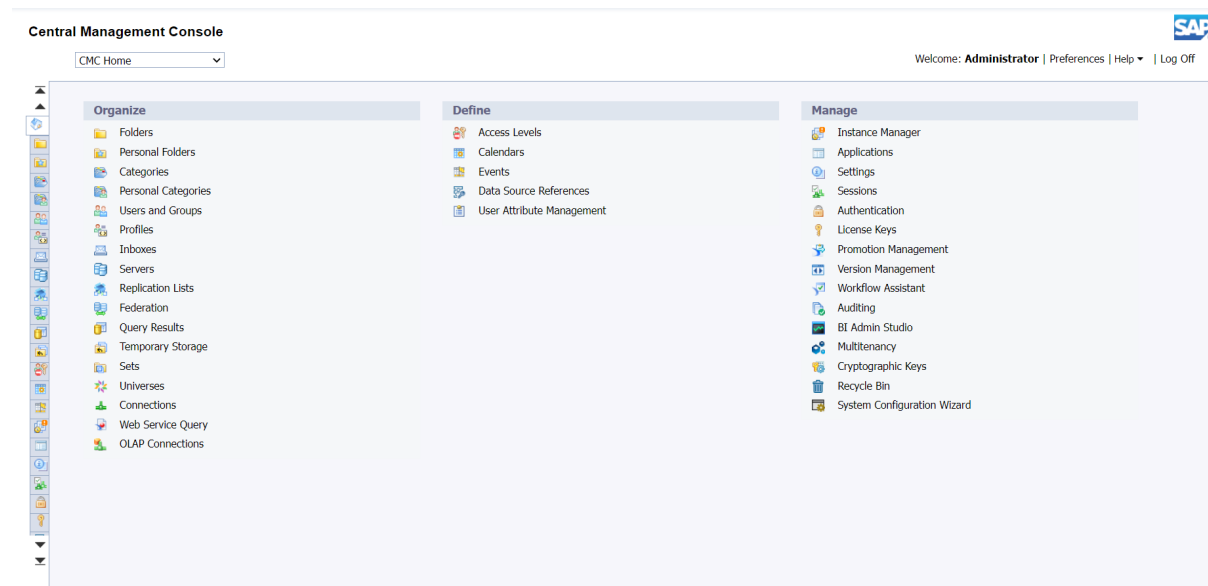 Central Management Console
SAP
CMC Home
Welcome: Administrator | Preferences | Help | Log Off
Organize
Folders
Personal Folders
Categories
Personal Categories
Users and Groups
Profiles
Inboxes
Servers
Replication Lists
Federation
Query Results
Temporary Storage
Sets
Universes
Connections
Web Service Query
OLAP Connections
Define
Access Levels
Calendars
Events
Data Source References
User Attribute Management
Manage
Instance Manager
Applications
Settings
Sessions
Authentication
License Keys
Promotion Management
Version Management
Workflow Assistant
Auditing
BI Admin Studio
Multitenancy
Cryptographic Keys
Recycle Bin
System Configuration Wizard